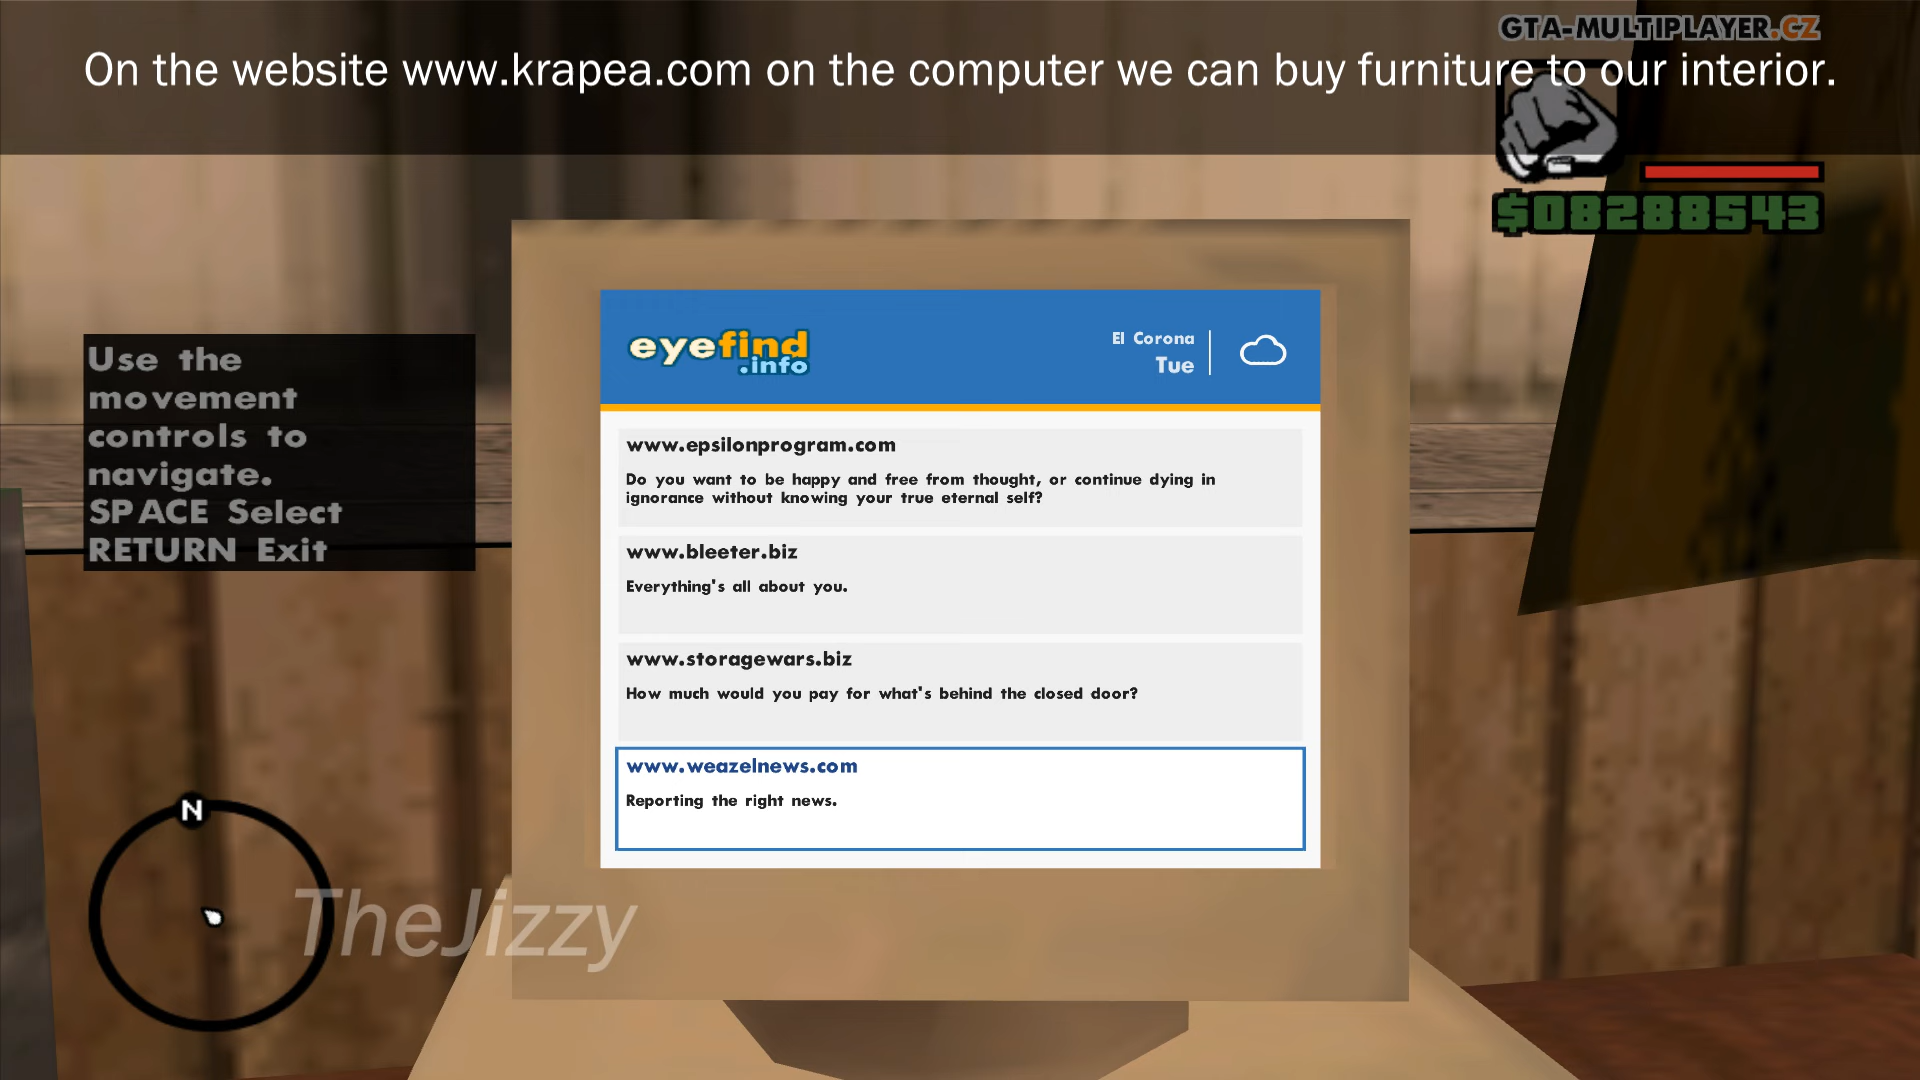 GTA-MULTIPLAYER.CZ
On the website www.krapea.com on the computer we can buy furniture to our interior.
$08288543
Use the
movement
controls to
navigate.
SPACE Select
RETURN Exit
eyefind
.info
El Corona
Tue
www.epsilonprogram.com
Do you want to be happy and free from thought, or continue dying in
ignorance without knowing your true eternal self?
www.bleeter.biz
Everything's all about you.
www.storagewars.biz
How much would you pay for what's behind the closed door?
www.weazelnews.com
Reporting the right news.
N
TheJizzy